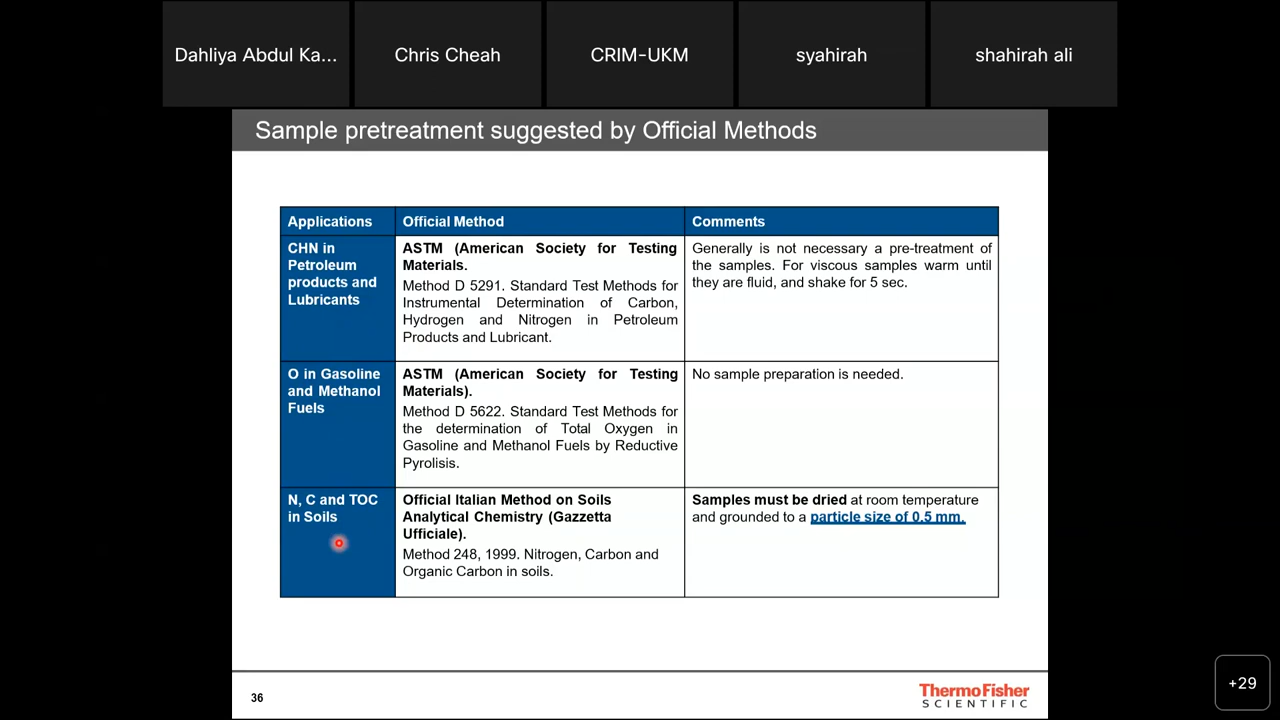 Dahliya Abdul Ka...
Chris Cheah
CRIM-UKM
syahirah
shahirah ali
Sample pretreatment suggested by Official Methods
Applications
Official Method
Comments
CHN in
Petroleum
products and
Lubricants
ASTM (American Society for Testing
Materials.
Method D 5291. Standard Test Methods for
Instrumental Determination of Carbon,
Hydrogen and Nitrogen in Petroleum
Products and Lubricant.
Generally is not necessary a pre-treatment of
the samples. For viscous samples warm until
they are fluid, and shake for 5 sec.
O in Gasoline
and Methanol
Fuels
ASTM (American Society for Testing
Materials).
Method D 5622. Standard Test Methods for
the determination of Total Oxygen in
Gasoline and Methanol Fuels by Reductive
Pyrolisis.
No sample preparation is needed.
N, C and TOC
in Soils
Official Italian Method on Soils
Analytical Chemistry (Gazzetta
Ufficiale).
Method 248, 1999. Nitrogen, Carbon and
Organic Carbon in soils.
Samples must be dried at room temperature
and grounded to a particle size of 0.5 mm.
36
ThermoFisher
SCIENTIFIC
+29